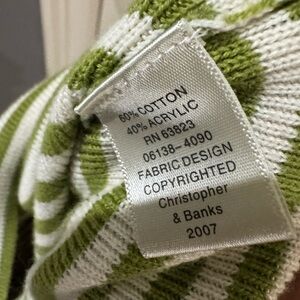 60% COTTON
40% ACRYLIC
RN 63823
06138-4090
FABRIC DESIGN
COPYRIGHTED
Christopher
& Banks
2007